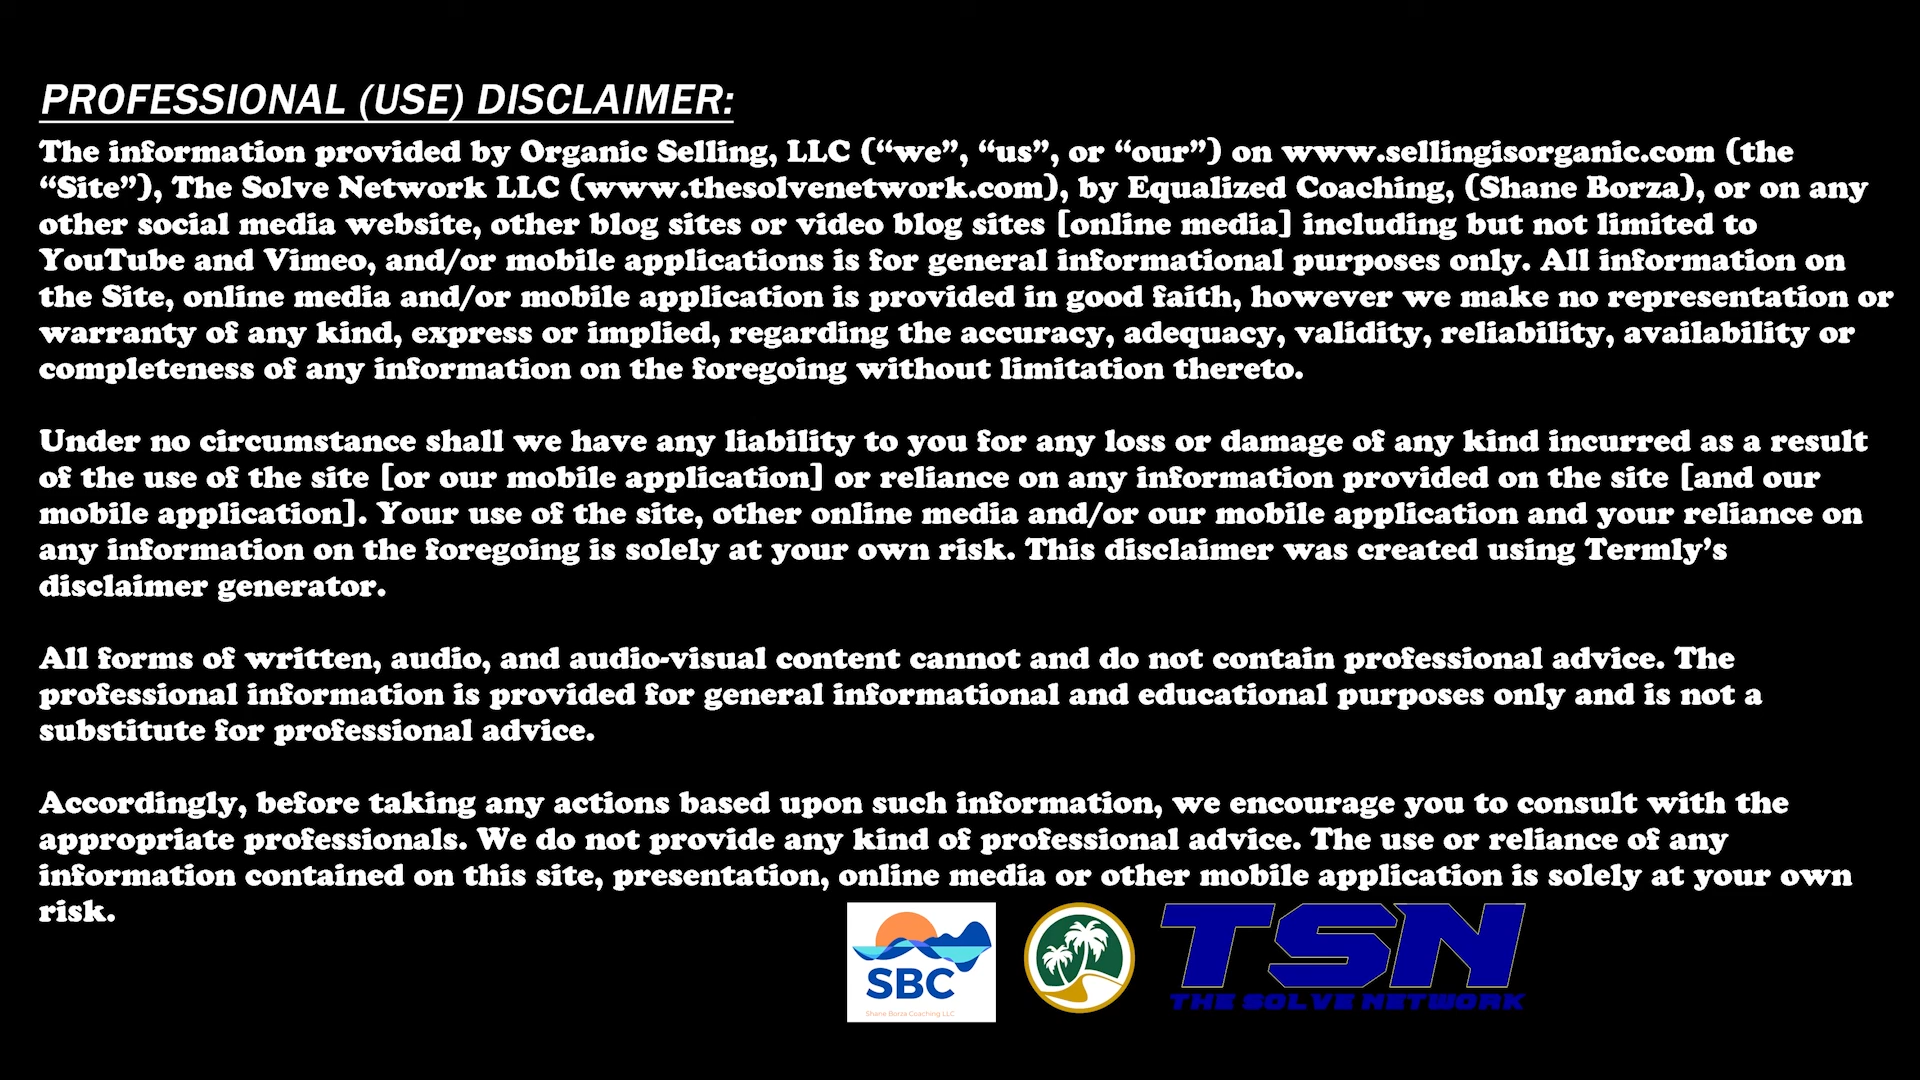 PROFESSIONAL (USE) DISCLAIMER:
The information provided by Organic Selling, LLC (“we”, “us”, or “our”) on www.sellingisorganic.com (the
“Site”), The Solve Network LLC (www.thesolvenetwork.com), by Equalized Coaching, (Shane Borza), or on any
other social media website, other blog sites or video blog sites [online media] including but not limited to
YouTube and Vimeo, and/or mobile applications is for general informational purposes only. All information on
the Site, online media and/or mobile application is provided in good faith, however we make no representation or
warranty of any kind, express or implied, regarding the accuracy, adequacy, validity, reliability, availability or
completeness of any information on the foregoing without limitation thereto.
Under no circumstance shall we have any liability to you for any loss or damage of any kind incurred as a result
of the use of the site [or our mobile application] or reliance on any information provided on the site [and our
mobile application]. Your use of the site, other online media and/or our mobile application and your reliance on
any information on the foregoing is solely at your own risk. This disclaimer was created using Termly’s
disclaimer generator.
All forms of written, audio, and audio-visual content cannot and do not contain professional advice. The
professional information is provided for general informational and educational purposes only and is not a
substitute for professional advice.
Accordingly, before taking any actions based upon such information, we encourage you to consult with the
appropriate professionals. We do not provide any kind of professional advice. The use or reliance of any
information contained on this site, presentation, online media or other mobile application is solely at your own
risk.
SBC
Shane Borza Coaching LLC
TSN
THE SOLVE NETWORK